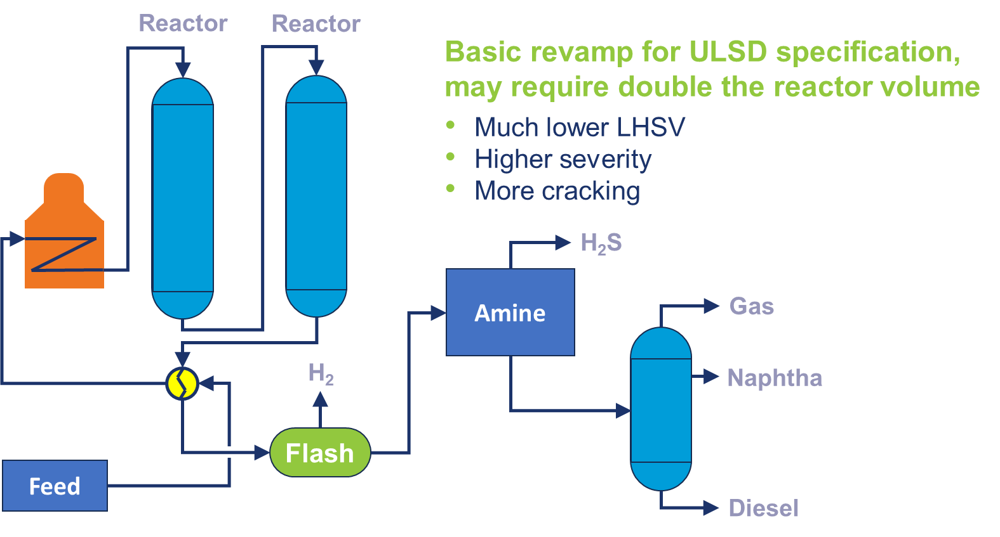 Reactor
Reactor
Basic revamp for ULSD specification,
may require double the reactor volume
• Much lower LHSV
• Higher severity
• More cracking
H₂S
Amine
Gas
H₂
Naphtha
Flash
Feed
Diesel